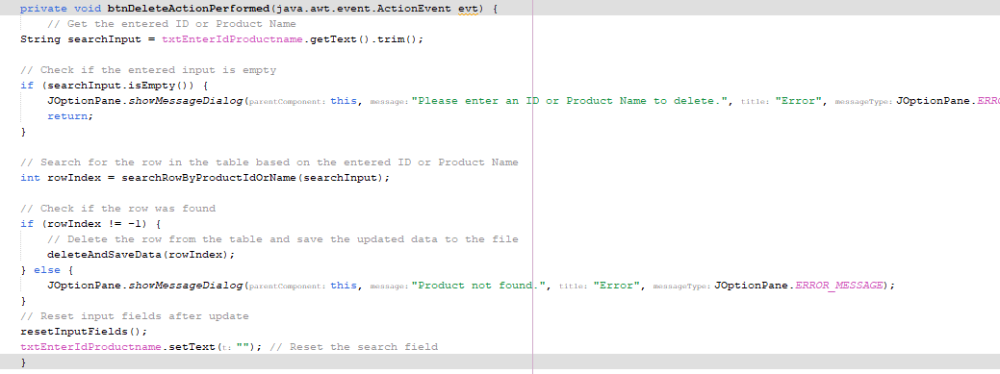 private void btnDeleteActionPerformed(java.awt.event.ActionEvent evt) {
// Get the entered ID or Product Name
String searchInput = txtEnterIdProductname.getText().trim();
// Check if the entered input is empty
if (searchInput.isEmpty()) {
JOptionPane.showMessageDialog(parentComponent: this, message: "Please enter an ID or Product Name to delete.", title: "Error", messageType: JOptionPane.ERR
return;
}
// Search for the row in the table based on the entered ID or Product Name
int rowIndex = searchRowByProductIdOrName(searchInput);
// Check if the row was found
if (rowIndex != -1) {
// Delete the row from the table and save the updated data to the file
deleteAndSaveData(rowIndex);
} else {
JOptionPane.showMessageDialog(parentComponent: this, message: "Product not found.", title: "Error", messageType: JOptionPane.ERROR_MESSAGE);
}
// Reset input fields after update
resetInputFields();
txtEnterIdProductname.setText(t: ""); // Reset the search field
}